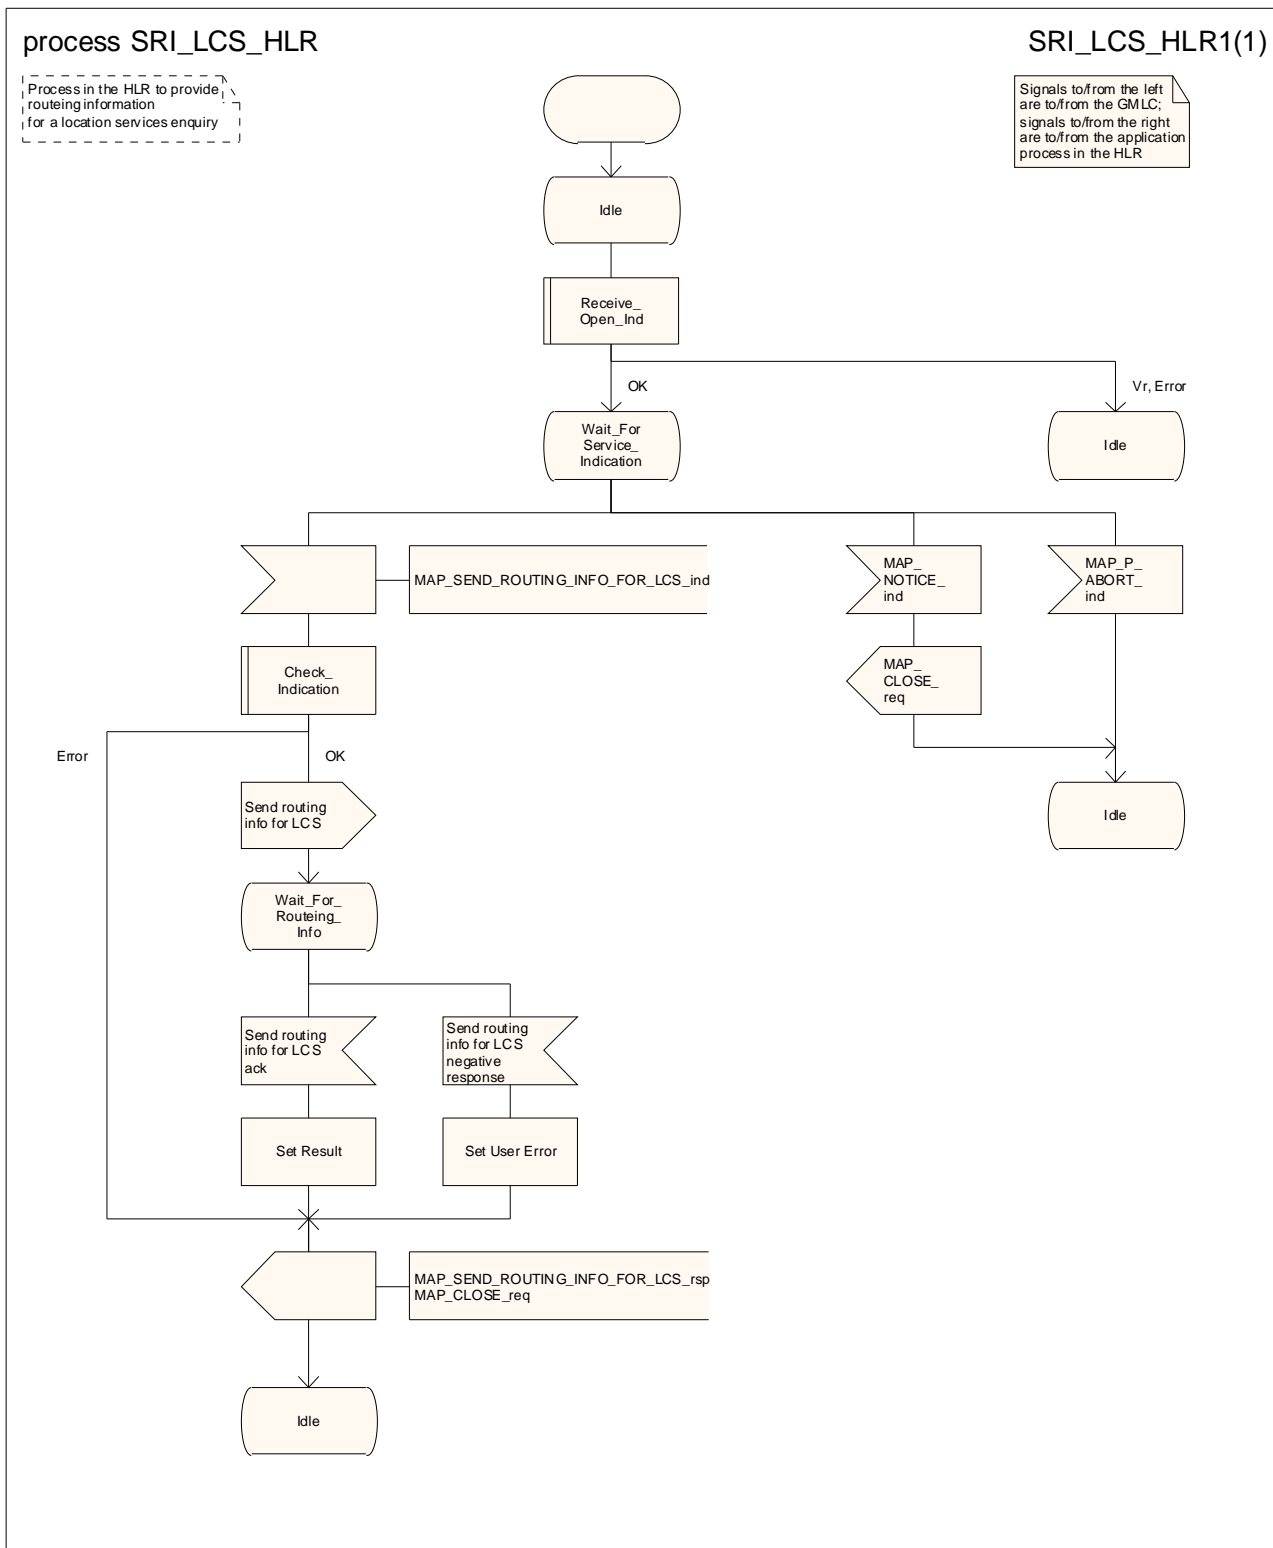 process SRI_LCS_HLR
SRI_LCS_HLR1(1)
Process in the HLR to provide
routeing information
for a location services enquiry
Signals to/from the left
are to/from the GMLC;
signals to/from the right
are to/from the application
process in the HLR
Idle
Receive_
Open_Ind
OK
Vr, Error
Wait_For
Service_
Indication
Idle
MAP_SEND_ROUTING_INFO_FOR_LCS_ind
MAP_
NOTICE_
ind
MAP_P_
ABORT_
ind
Check_
Indication
MAP_
CLOSE_
req
Error
OK
Send routing
info for LCS
Idle
Wait_For_
Routeing_
Info
Send routing
info for LCS
ack
Send routing
info for LCS
negative
response
Set Result
Set User Error
MAP_SEND_ROUTING_INFO_FOR_LCS_rsp
MAP_CLOSE_req
Idle